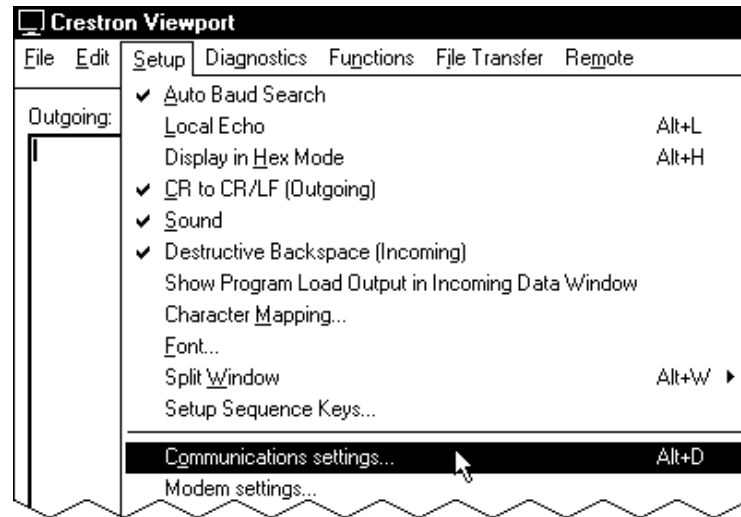 Crestron Viewport
File Edit Setup Diagnostics Functions File Transfer Remote
Outgoing:
✔ Auto Baud Search
Local Echo Alt+L
Display in Hex Mode Alt+H
✔ CR to CR/LF (Outgoing)
✔ Sound
✔ Destructive Backspace (Incoming)
Show Program Load Output in Incoming Data Window
Character Mapping...
Font...
Split Window Alt+W ▶
Setup Sequence Keys...
Communications settings... Alt+D
Modem settings...